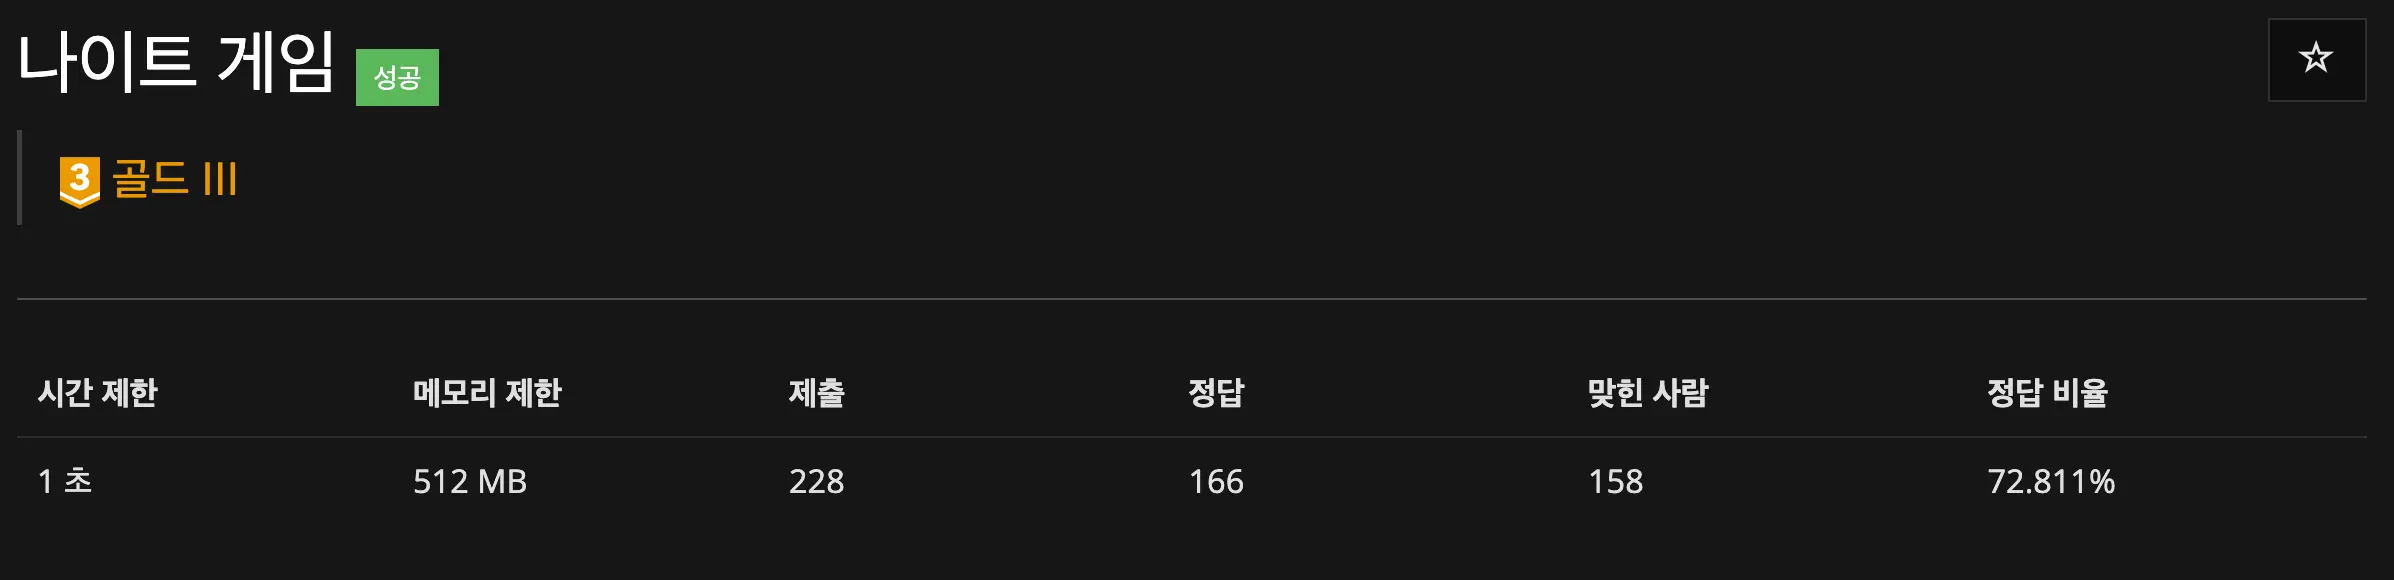 나이트 게임 성공
☆
3 골드 III
시간 제한 메모리 제한 제출 정답 맞힌 사람 정답 비율
1 초 512 MB 228 166 158 72.811%